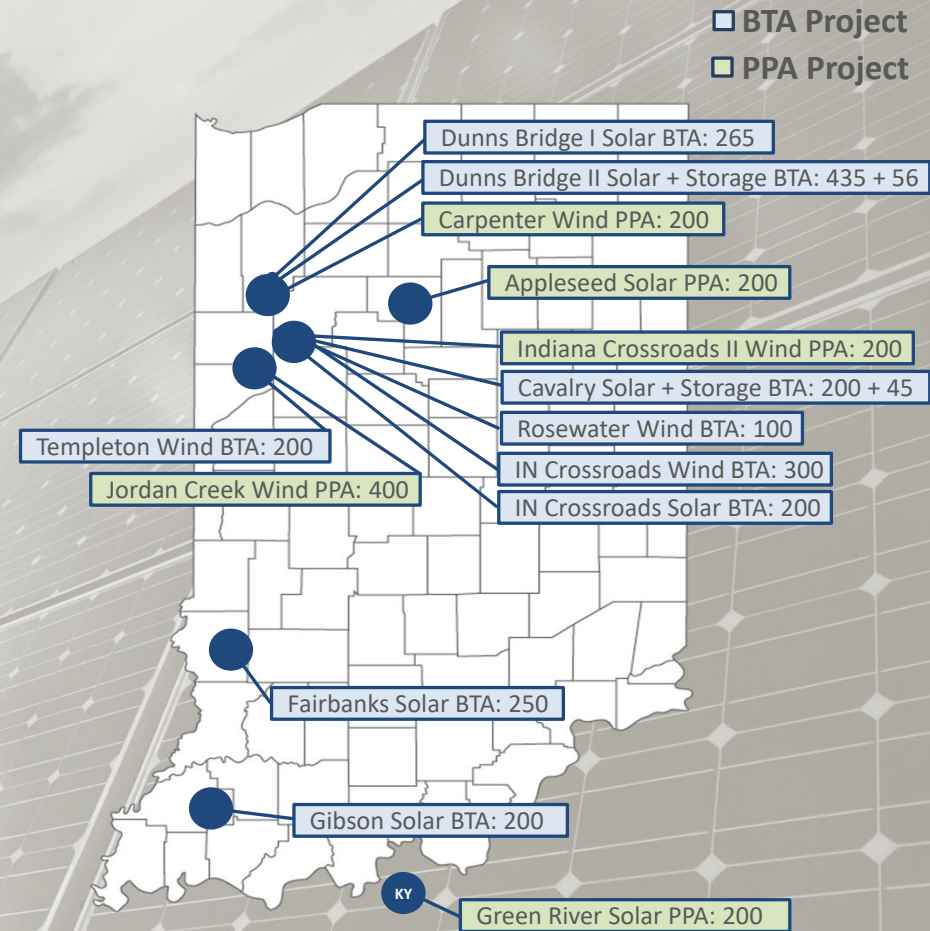 BTA Project
PPA Project
Dunns Bridge I Solar BTA: 265
Dunns Bridge II Solar + Storage BTA: 435 + 56
Carpenter Wind PPA: 200
Appleseed Solar PPA: 200
Indiana Crossroads II Wind PPA: 200
Cavalry Solar + Storage BTA: 200 + 45
Rosewater Wind BTA: 100
Templeton Wind BTA: 200
IN Crossroads Wind BTA: 300
Jordan Creek Wind PPA: 400
IN Crossroads Solar BTA: 200
Fairbanks Solar BTA: 250
Gibson Solar BTA: 200
KY
Green River Solar PPA: 200